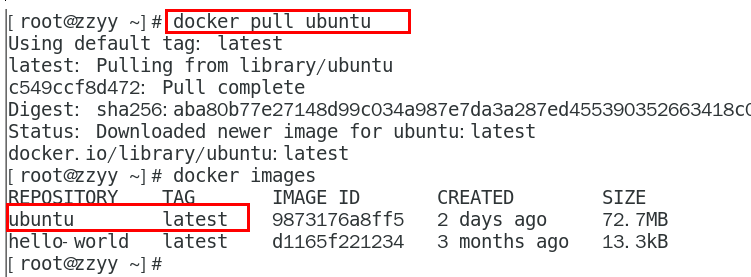 [root@zzyy ~]# docker pull ubuntu
Using default tag: latest
latest: Pulling from library/ubuntu
c549ccf8d472: Pull complete
Digest: sha256:aba80b77e27148d99c034a987e7da3a287ed455390352663418c0
Status: Downloaded newer image for ubuntu:latest
docker.io/library/ubuntu:latest
[root@zzyy ~]# docker images
REPOSITORY TAG IMAGE ID CREATED SIZE
ubuntu latest 9873176a8ff5 2 days ago 72.7MB
hello-world latest d1165f221234 3 months ago 13.3kB
[root@zzyy ~]#